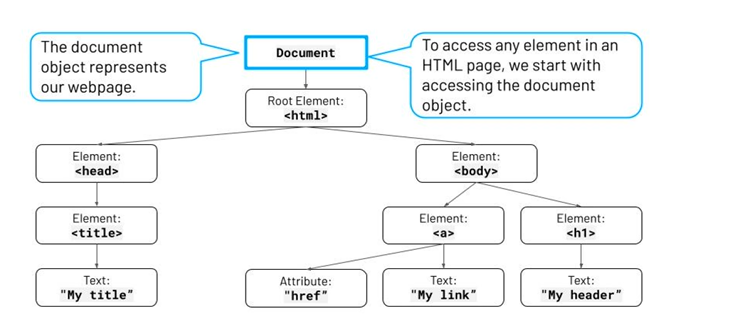 The document
object represents
our webpage.
Document
To access any element in an
HTML page, we start with
accessing the document
object.
Root Element:
<html>
Element:
<head>
Element:
<body>
Element:
<title>
Element:
<a>
Element:
<h1>
Text:
"My title”
Attribute:
"href”
Text:
"My link”
Text:
"My header”